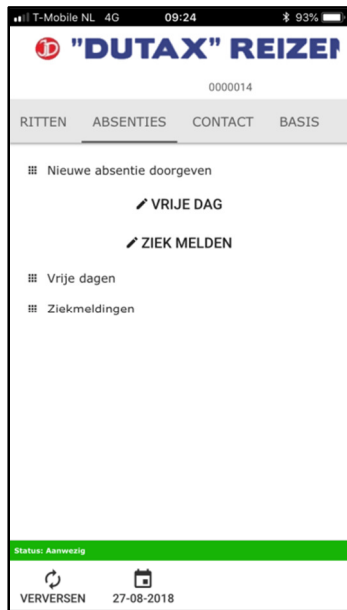 T-Mobile NL 4G 09:24 93%
JD "DUTAX" REIZEN
0000014
RITTEN ABSENTIES CONTACT BASIS
Nieuwe absentie doorgeven
VRIJE DAG
ZIEK MELDEN
Vrije dagen
Ziekmeldingen
Status: Aanwezig
VERVERSEN 27-08-2018